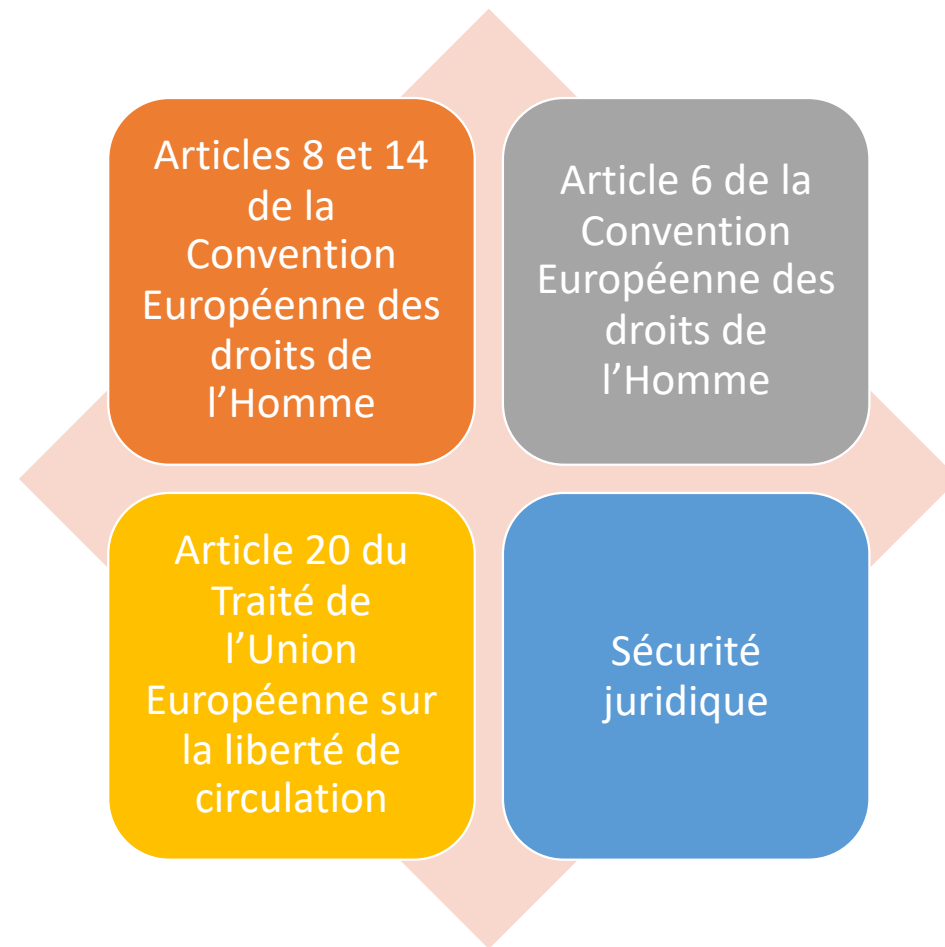 Articles 8 et 14
de la
Convention
Européenne des
droits de
l’Homme
Article 6 de la
Convention
Européenne des
droits de
l’Homme
Article 20 du
Traité de
l’Union
Européenne sur
la liberté de
circulation
Sécurité
juridique